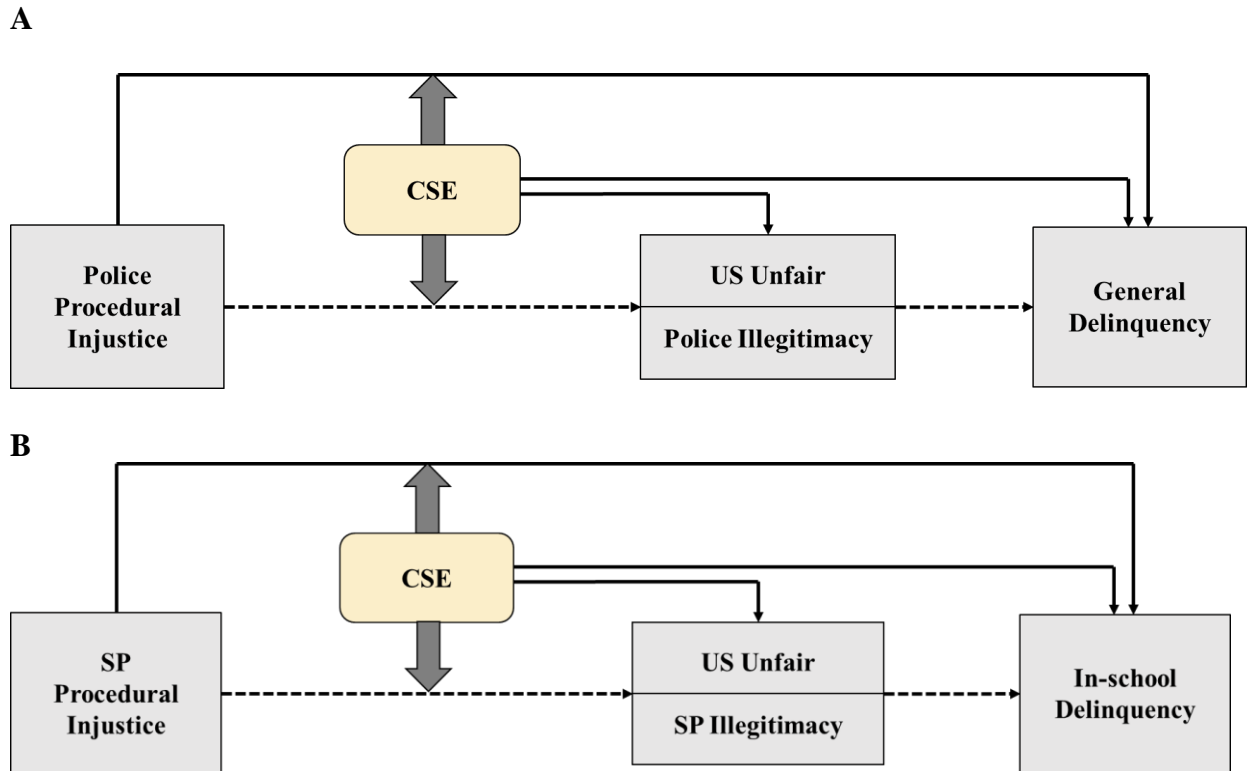 A
CSE
Police
Procedural
Injustice
US Unfair
Police Illegitimacy
General
Delinquency
B
CSE
SP
Procedural
Injustice
US Unfair
SP Illegitimacy
In-school
Delinquency